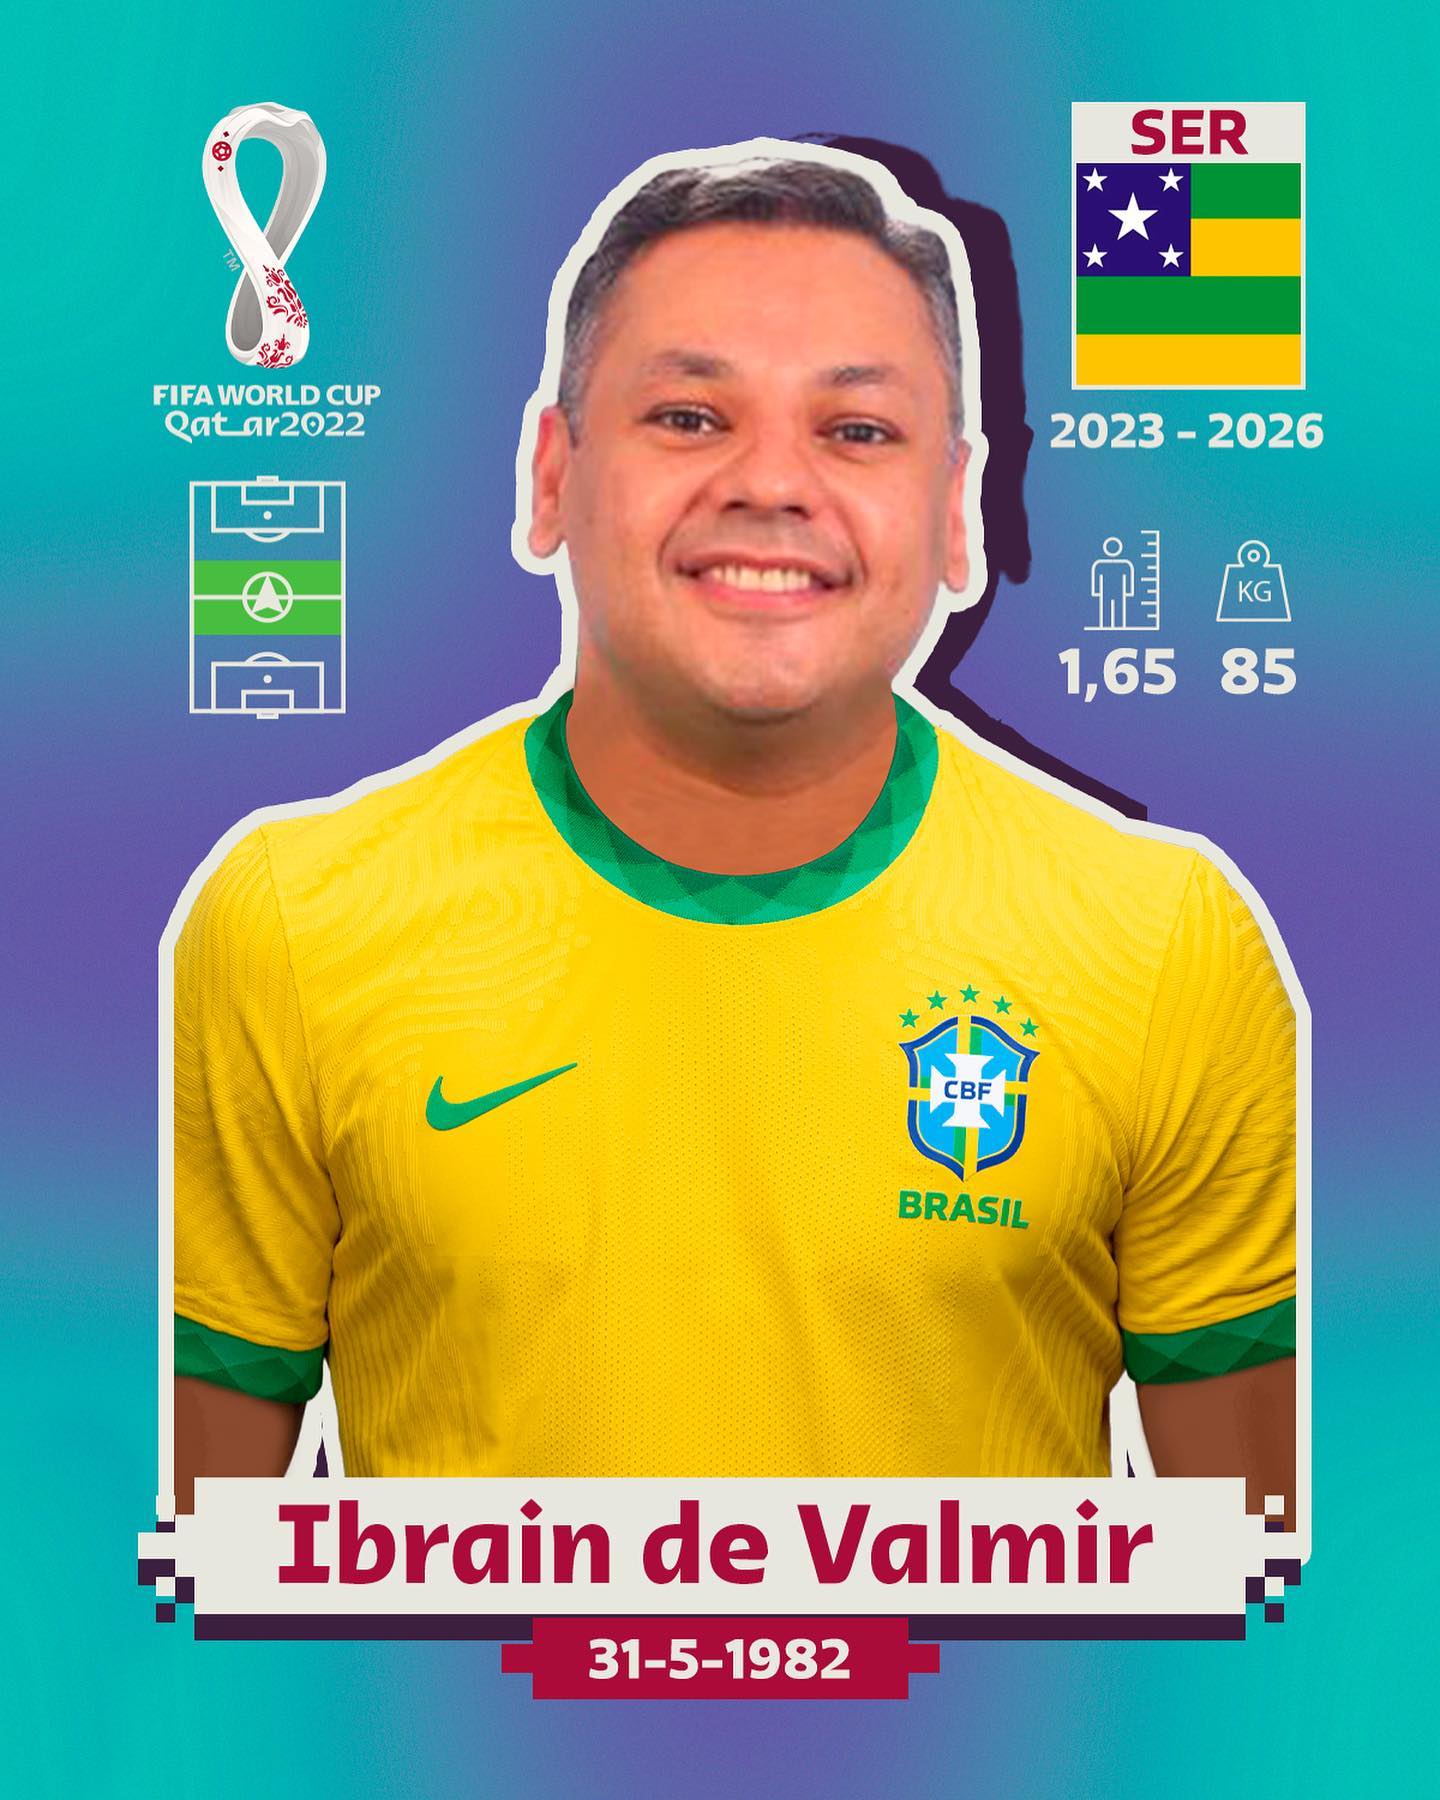 SER
TM
FIFA WORLD CUP
Qatar2022
2023 - 2026
KG
1,65 85
CBF
BRASIL
Ibrain de Valmir
31-5-1982